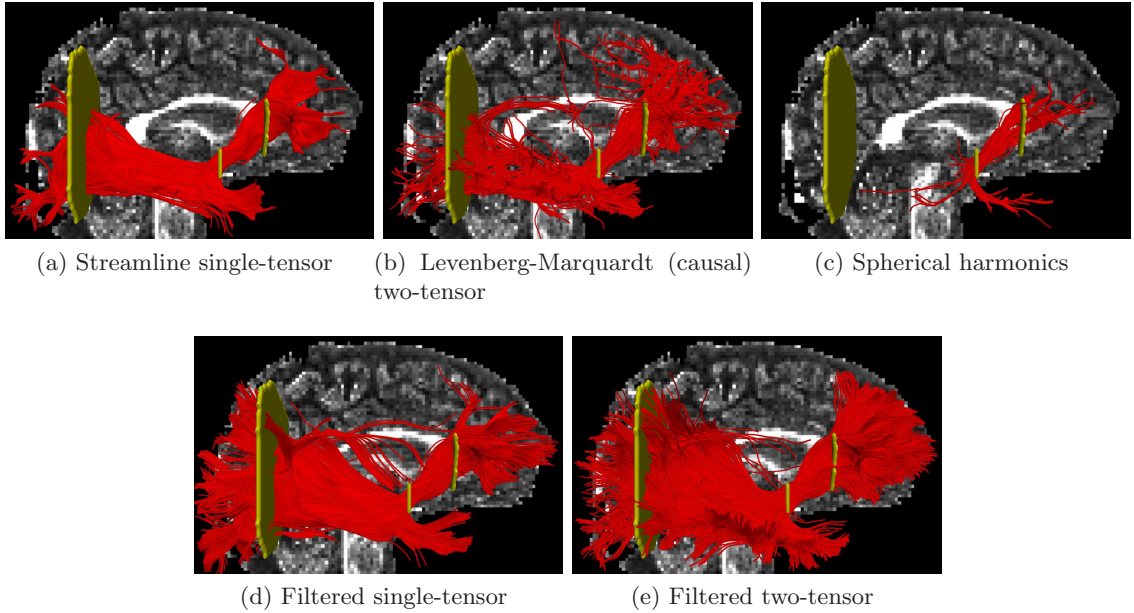 (a) Streamline single-tensor
(b) Levenberg-Marquardt (causal)
two-tensor
(c) Spherical harmonics
(d) Filtered single-tensor
(e) Filtered two-tensor